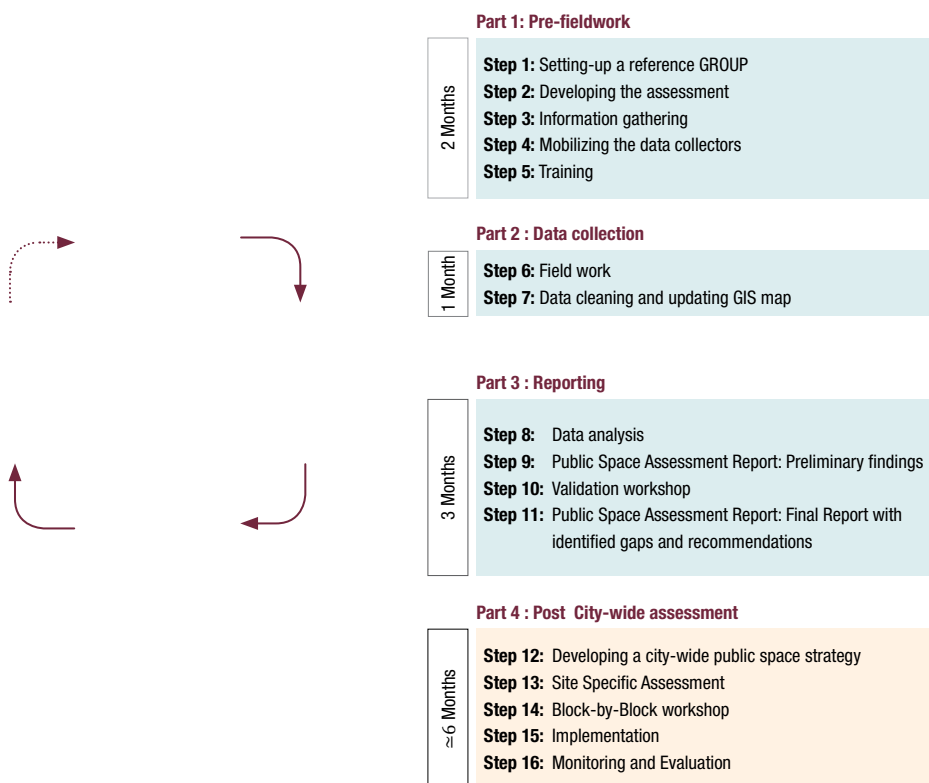 Part 1: Pre-fieldwork
2 Months
Step 1: Setting-up a reference GROUP
Step 2: Developing the assessment
Step 3: Information gathering
Step 4: Mobilizing the data collectors
Step 5: Training
Part 2 : Data collection
1 Month
Step 6: Field work
Step 7: Data cleaning and updating GIS map
Part 3 : Reporting
3 Months
Step 8: Data analysis
Step 9: Public Space Assessment Report: Preliminary findings
Step 10: Validation workshop
Step 11: Public Space Assessment Report: Final Report with
identified gaps and recommendations
Part 4 : Post City-wide assessment
≃6 Months
Step 12: Developing a city-wide public space strategy
Step 13: Site Specific Assessment
Step 14: Block-by-Block workshop
Step 15: Implementation
Step 16: Monitoring and Evaluation